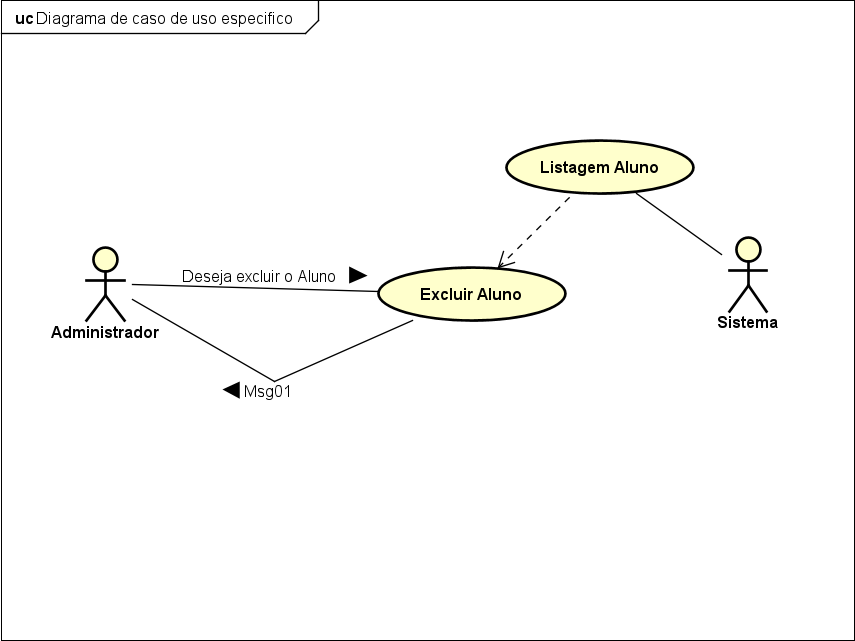 uc Diagrama de caso de uso especifico
Listagem Aluno
Deseja excluir o Aluno
Excluir Aluno
Sistema
Administrador
Msg01